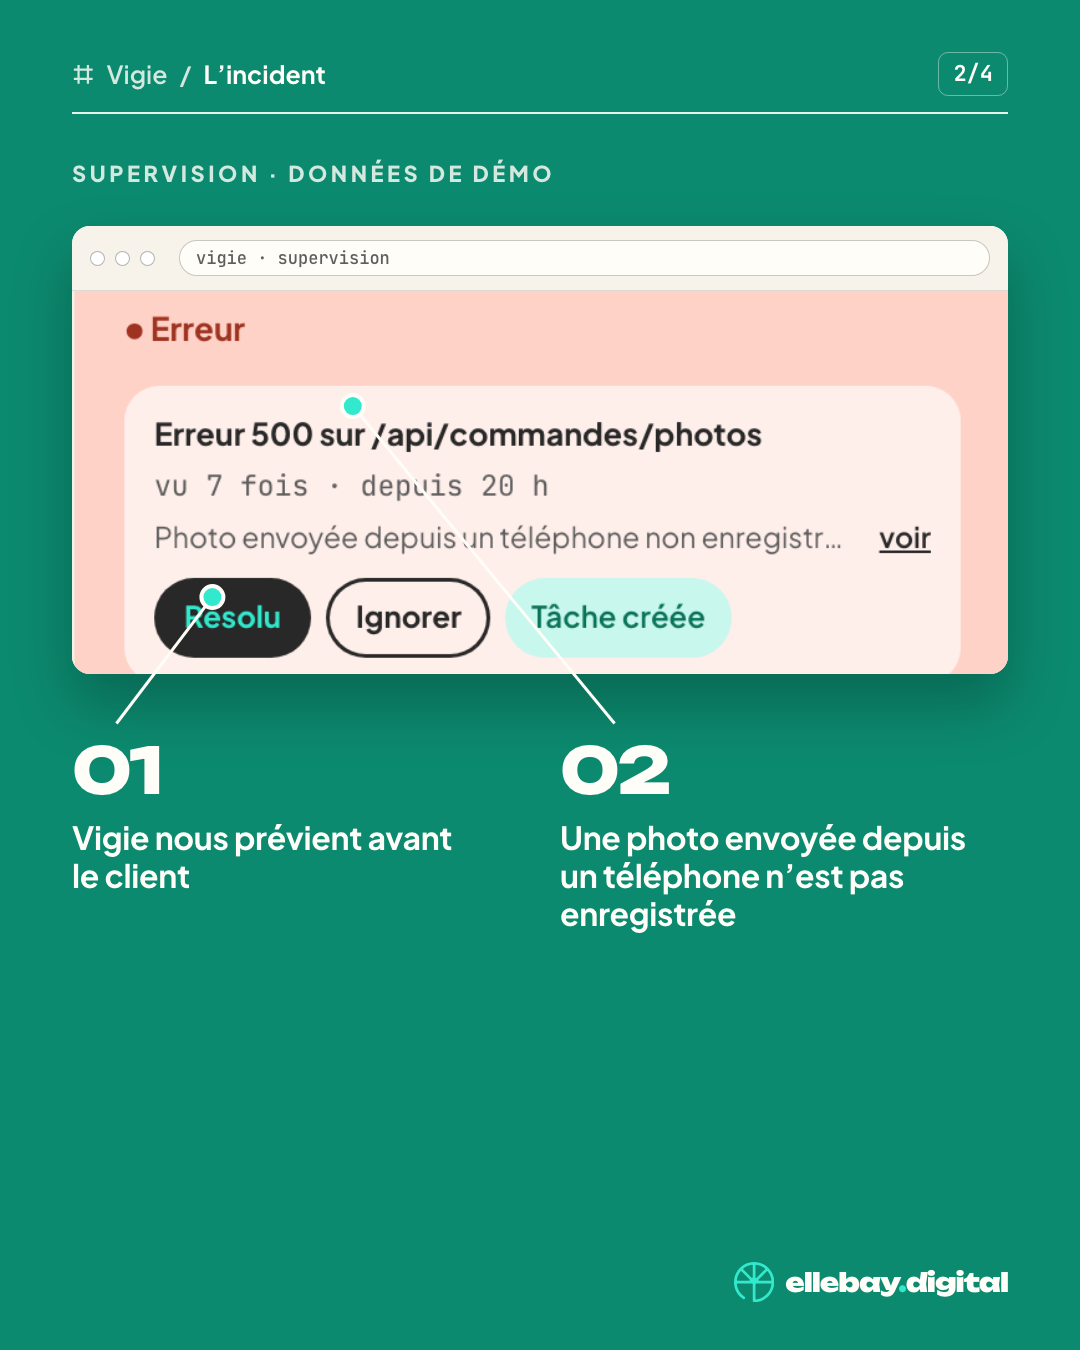 # Vigie / L’incident
2/4
SUPERVISION · DONNÉES DE DÉMO
vigie · supervision
Erreur
Erreur 500 sur /api/commandes/photos
vu 7 fois · depuis 20 h
Photo envoyée depuis un téléphone non enregistr... voir
Résolu Ignorer Tâche créée
01
Vigie nous prévient avant
le client
02
Une photo envoyée depuis
un téléphone n’est pas
enregistrée
ellebay.digital